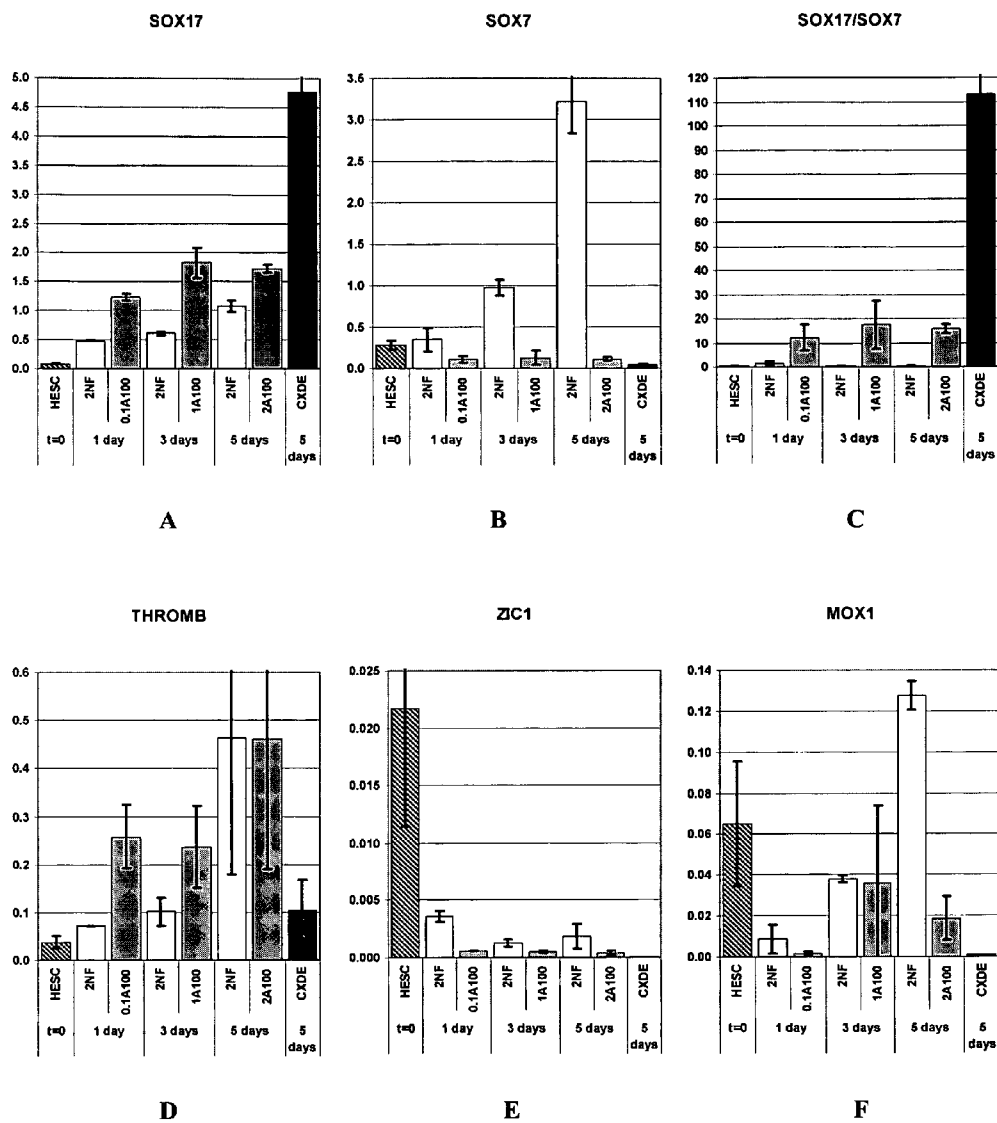 SOX17
SOX7
SOX17/SOX7
5.0
4.5
4.0
3.5
3.0
2.5
2.0
1.5
1.0
0.5
0.0
HESC
2NF
0.1A100
2NF
1A100
2NF
2A100
CXDE
t=0
1 day
3 days
5 days
5
days
3.5
3.0
2.5
2.0
1.5
1.0
0.5
0.0
HESC
2NF
0.1A100
2NF
1A100
2NF
2A100
CXDE
t=0
1 day
3 days
5 days
5
days
120
110
100
90
80
70
60
50
40
30
20
10
0
HESC
2NF
0.1A100
2NF
1A100
2NF
2A100
CXDE
t=0
1 day
3 days
5 days
5
days
A
B
C
THROMB
ZIC1
MOX1
0.6
0.5
0.4
0.3
0.2
0.1
0.0
HESC
2NF
0.1A100
2NF
1A100
2NF
2A100
CXDE
t=0
1 day
3 days
5 days
5
days
0.025
0.020
0.015
0.010
0.005
0.000
HESC
2NF
0.1A100
2NF
1A100
2NF
2A100
CXDE
t=0
1 day
3 days
5 days
5
days
0.14
0.12
0.10
0.08
0.06
0.04
0.02
0.00
HESC
2NF
0.1A100
2NF
1A100
2NF
2A100
CXDE
t=0
1 day
3 days
5 days
5
days
D
E
F